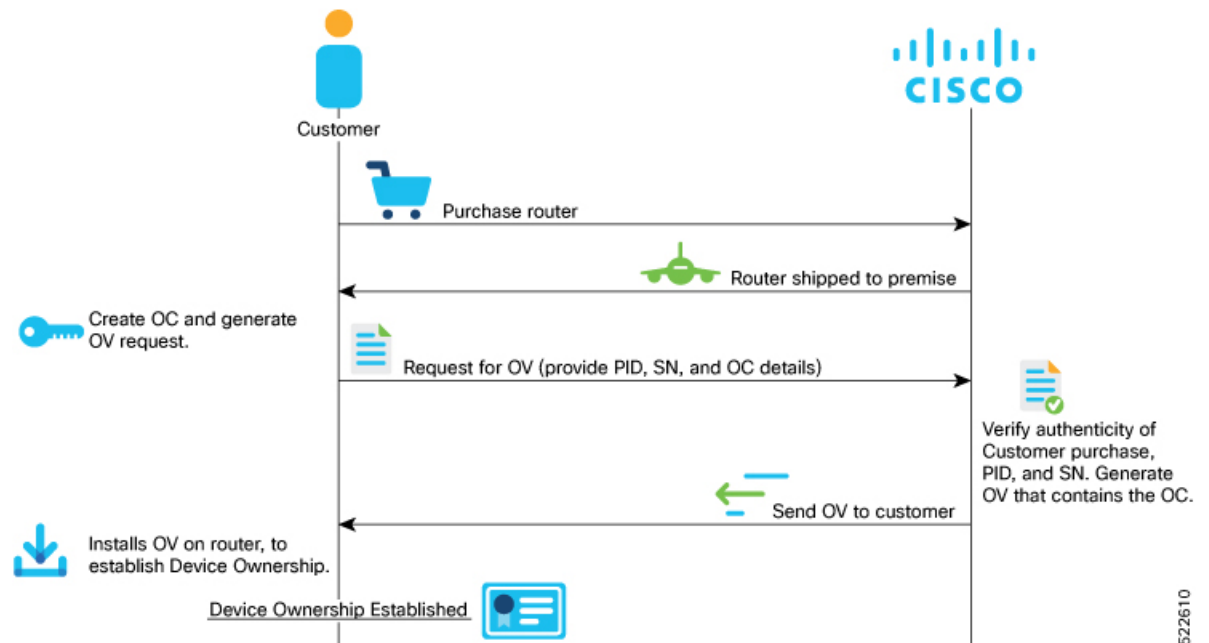 CISCO
Customer
Purchase router
Router shipped to premise
Create OC and generate
OV request.
Request for OV (provide PID, SN, and OC details)
Verify authenticity of
Customer purchase,
PID, and SN. Generate
OV that contains the OC.
Send OV to customer
Installs OV on router, to
establish Device Ownership.
Device Ownership Established
522610